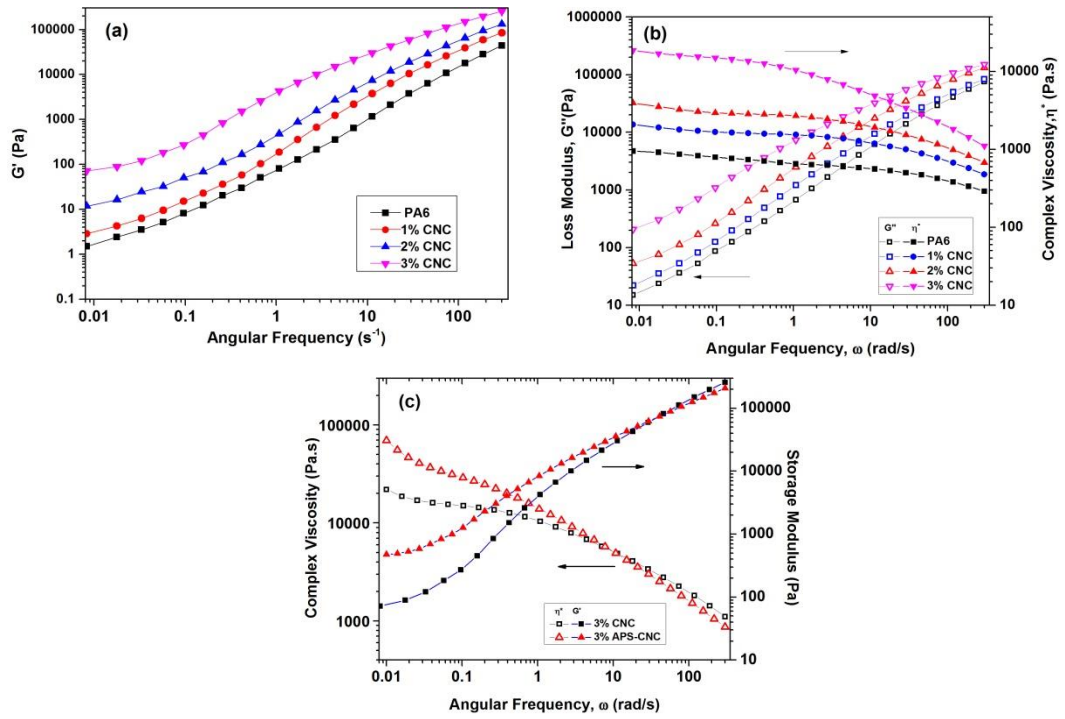 (a)
G' (Pa)
100000
10000
1000
100
10
1
0.1
PA6
1% CNC
2% CNC
3% CNC
0.01 0.1 1 10 100
Angular Frequency (s⁻¹)
(b)
Loss Modulus, G"(Pa)
1000000
100000
10000
1000
100
10
G" η*
PA6
1% CNC
2% CNC
3% CNC
10000
1000
100
10
Complex Viscosity,η* (Pa.s)
0.01 0.1 1 10 100
Angular Fequency, ω (rad/s)
(c)
Complex Viscosity (Pa.s)
100000
10000
1000
η* G'
3% CNC
3% APS-CNC
100000
10000
1000
100
10
Storage Modulus (Pa)
0.01 0.1 1 10 100
Angular Frequency, ω (rad/s)